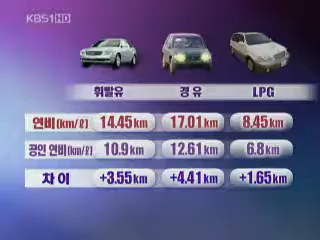 KBS1HD
휘발유 경유 LPG
연비(km/ℓ) 14.45km 17.01km 8.45km
공인 연비(km/ℓ) 10.9km 12.61km 6.8km
차이 +3.55km +4.41km +1.65km